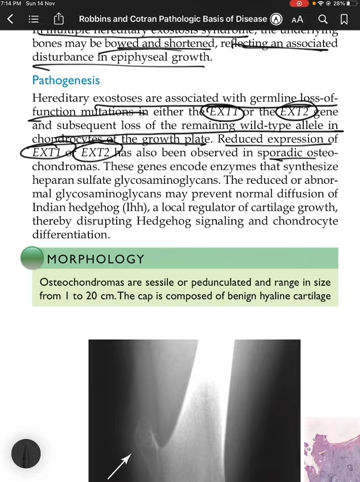 7:14 PM Sun 14 Nov
28%
Robbins and Cotran Pathologic Basis of Disease
AA
in multiple hereditary exostosis syndrome, the underlying
bones may be bowed and shortened, reflecting an associated
disturbance in epiphyseal growth.
Pathogenesis
Hereditary exostoses are associated with germline loss-of-
function mutations in either the EXT1 or the EXT2 gene
and subsequent loss of the remaining wild-type allele in
chondrocytes of the growth plate. Reduced expression of
EXT1 or EXT2 has also been observed in sporadic osteo-
chondromas. These genes encode enzymes that synthesize
heparan sulfate glycosaminoglycans. The reduced or abnor-
mal glycosaminoglycans may prevent normal diffusion of
Indian hedgehog (Ihh), a local regulator of cartilage growth,
thereby disrupting Hedgehog signaling and chondrocyte
differentiation.
MORPHOLOGY
Osteochondromas are sessile or pedunculated and range in size
from 1 to 20 cm. The cap is composed of benign hyaline cartilage